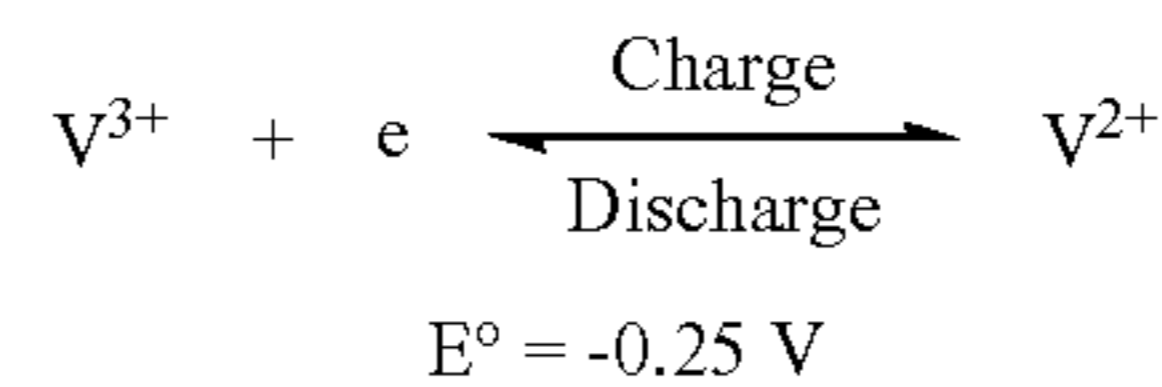 Charge
V³⁺ + e ⇌ V²⁺
Discharge
E° = -0.25 V